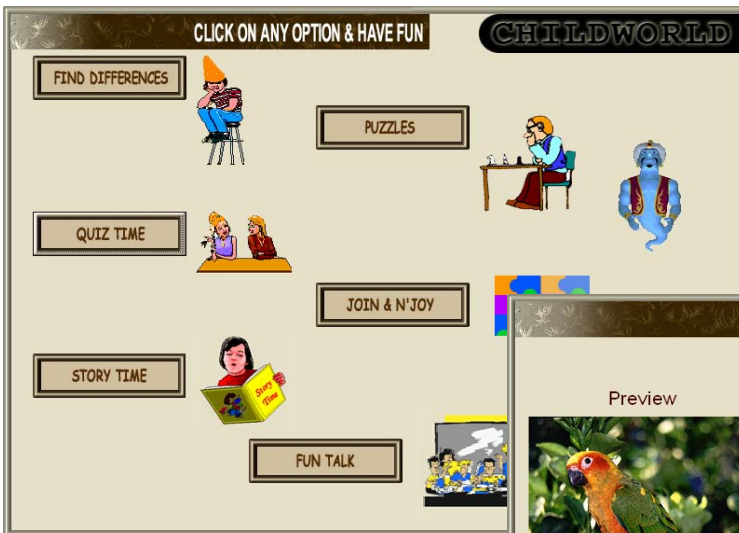 CLICK ON ANY OPTION & HAVE FUN
CHILDWORLD
FIND DIFFERENCES
PUZZLES
QUIZ TIME
JOIN & N'JOY
STORY TIME
Story
Time
Preview
FUN TALK